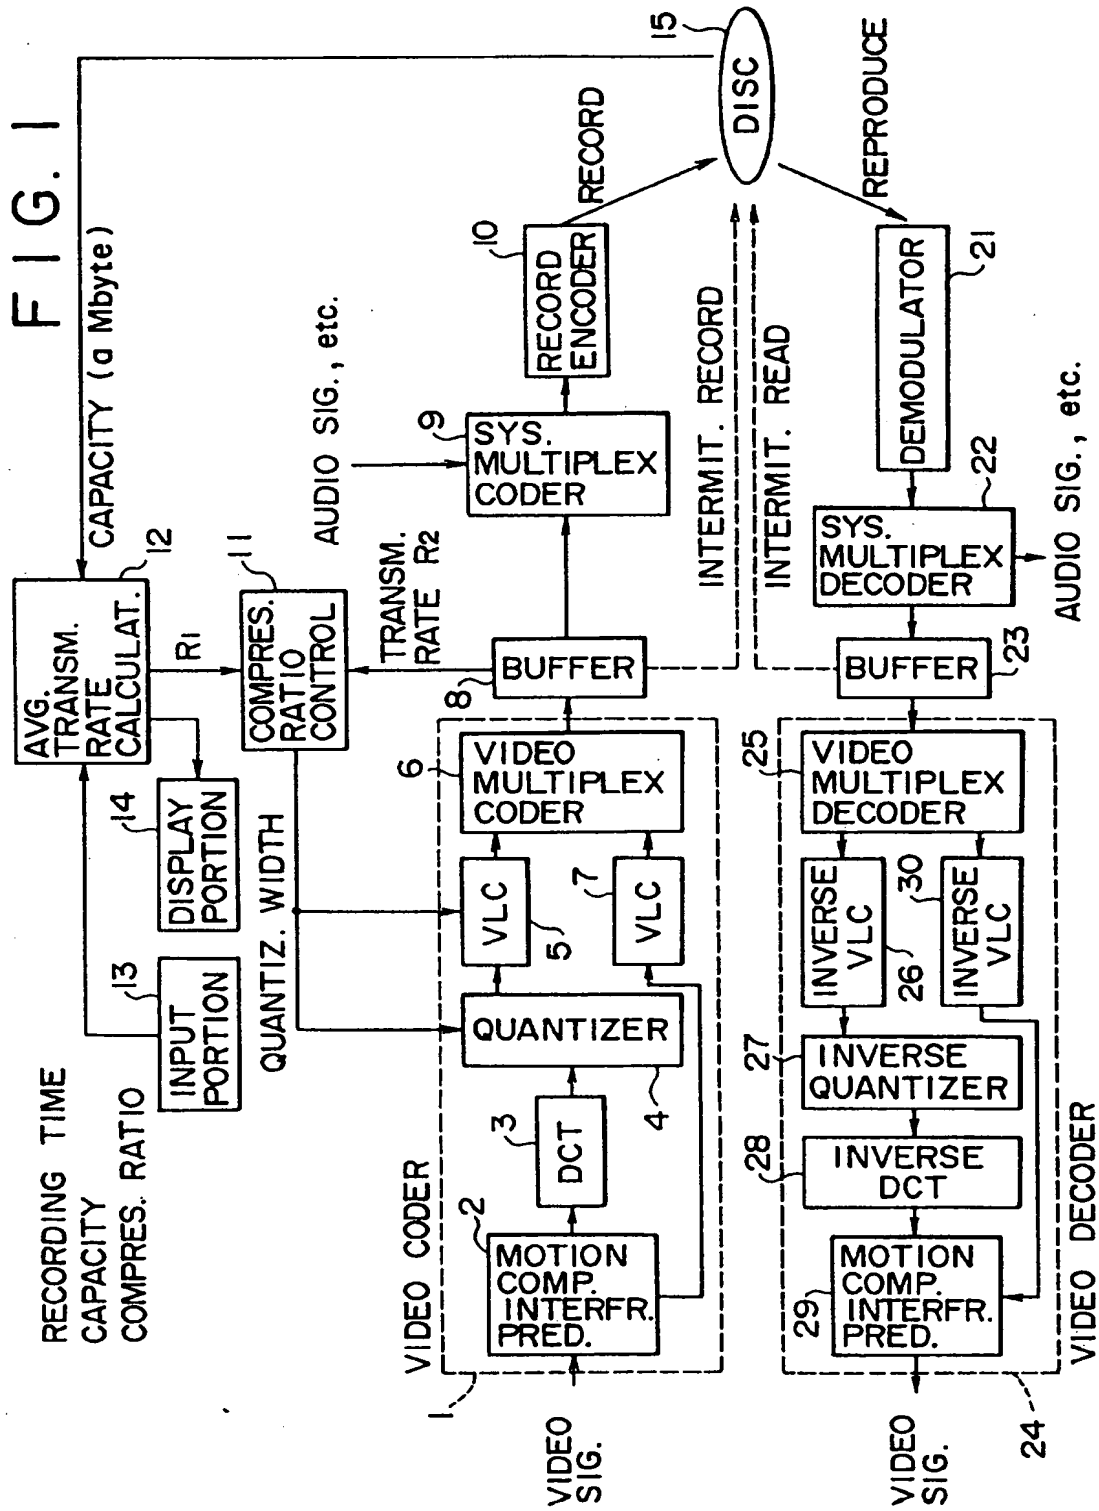 FIG. 1
RECORDING TIME
CAPACITY
COMPRES. RATIO
13
INPUT
PORTION
14
DISPLAY
PORTION
AVG.
TRANSM.
RATE
CALCULAT.
12
CAPACITY (a Mbyte)
R1
11
COMPRES.
RATIO
CONTROL
QUANTIZ. WIDTH
TRANSM.
RATE R2
AUDIO SIG., etc.
VIDEO CODER
1
VIDEO
SIG.
2
MOTION
COMP.
INTERFR.
PRED.
3
DCT
4
QUANTIZER
5
VLC
7
VLC
6
VIDEO
MULTIPLEX
CODER
8
BUFFER
9
SYS.
MULTIPLEX
CODER
10
RECORD
ENCODER
RECORD
15
DISC
INTERMIT. RECORD
INTERMIT. READ
REPRODUCE
DEMODULATOR
21
SYS.
MULTIPLEX
DECODER
22
AUDIO SIG., etc.
BUFFER
23
25
VIDEO
MULTIPLEX
DECODER
INVERSE
VLC
26
30
INVERSE
VLC
27
INVERSE
QUANTIZER
28
INVERSE
DCT
29
MOTION
COMP.
INTERFR.
PRED.
VIDEO
SIG.
24
VIDEO DECODER